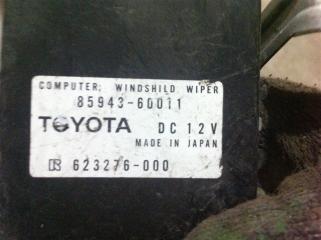 COMPUTER; WINDSHILD WIPER
85943-60011
TOYOTA DC 12V
MADE IN JAPAN
623276-000